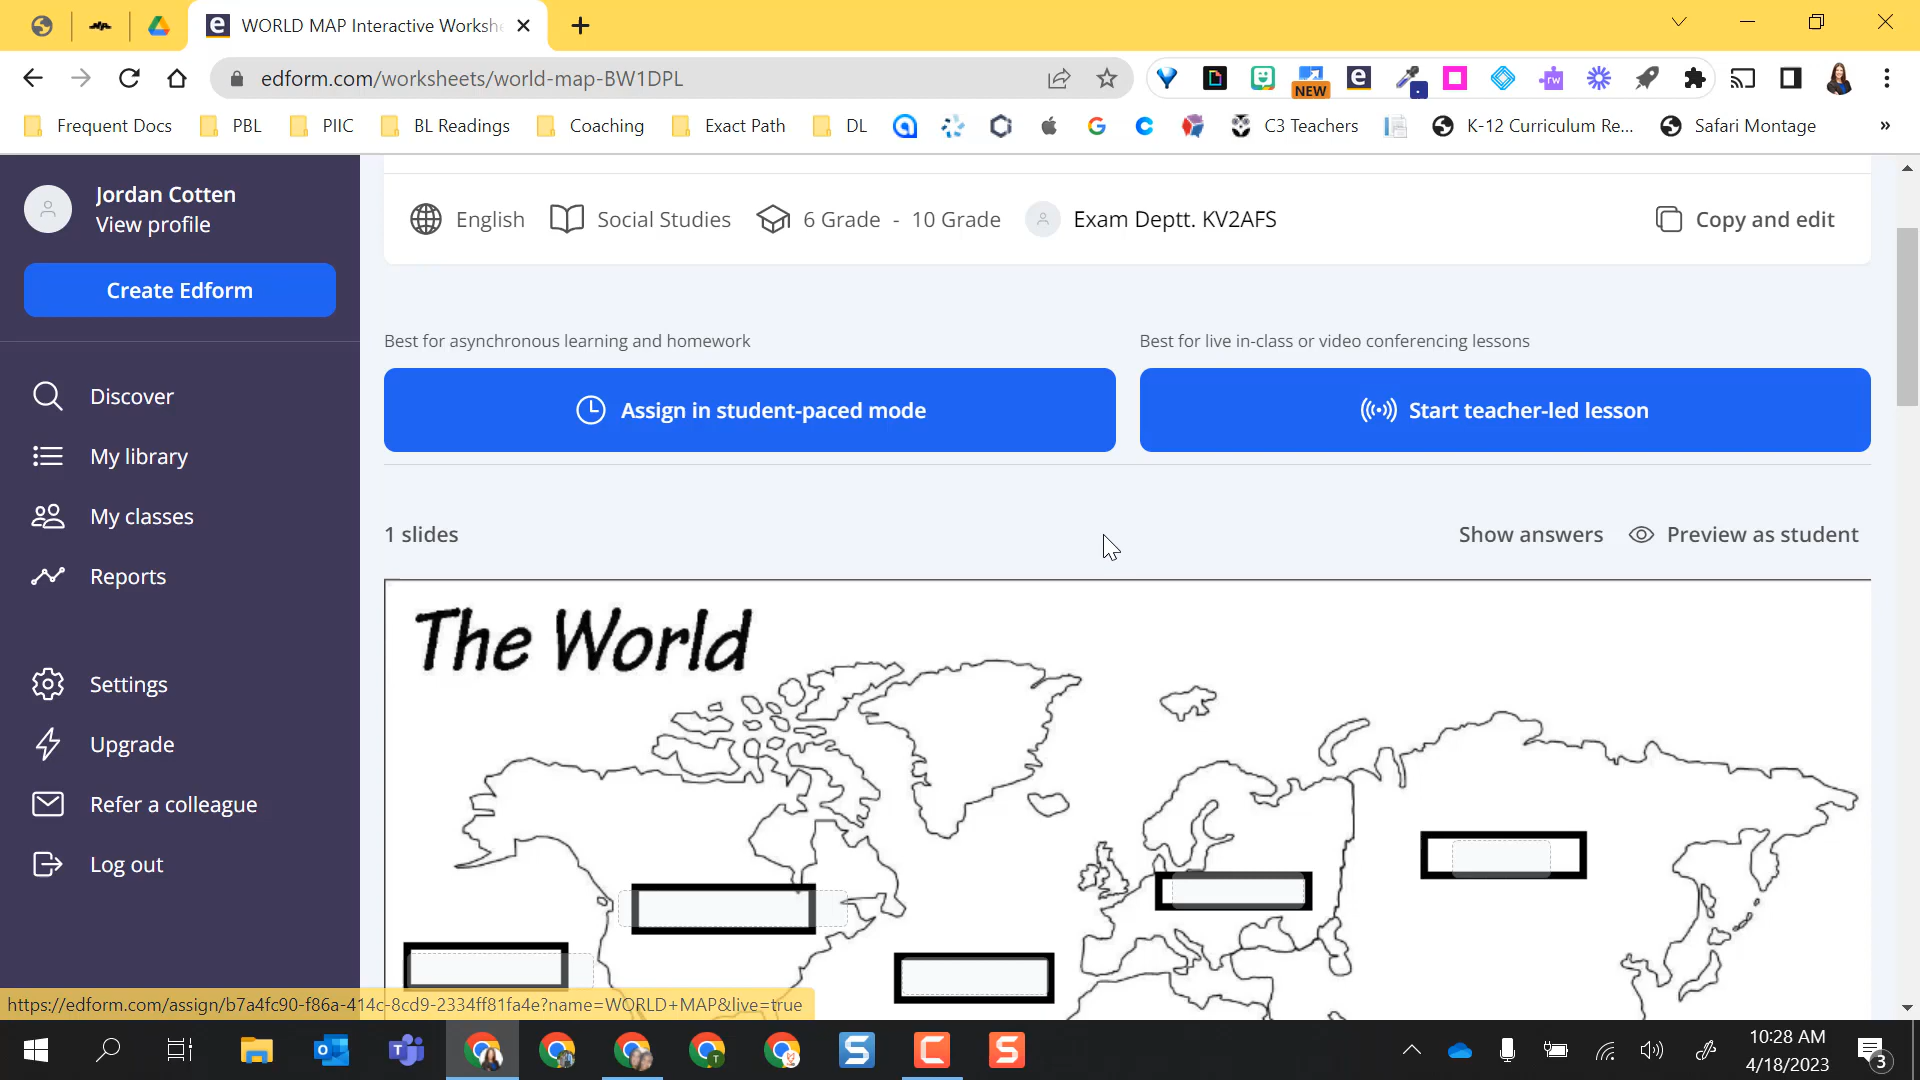 WORLD MAP Interactive Workshe
edform.com/worksheets/world-map-BW1DPL
NEW
rw
Frequent Docs
PBL
PIIC
BL Readings
Coaching
Exact Path
DL
C3 Teachers
K-12 Curriculum Re...
Safari Montage
»
Jordan Cotten
View profile
Create Edform
Discover
My library
My classes
Reports
Settings
Upgrade
Refer a colleague
Log out
English
Social Studies
6 Grade - 10 Grade
Exam Deptt. KV2AFS
Copy and edit
Best for asynchronous learning and homework
Best for live in-class or video conferencing lessons
Assign in student-paced mode
Start teacher-led lesson
1 slides
Show answers
Preview as student
The World
https://edform.com/assign/b7a4fc90-f86a-414c-8cd9-2334ff81fa4e?name=WORLD+MAP&live=true
10:28 AM
4/18/2023
3